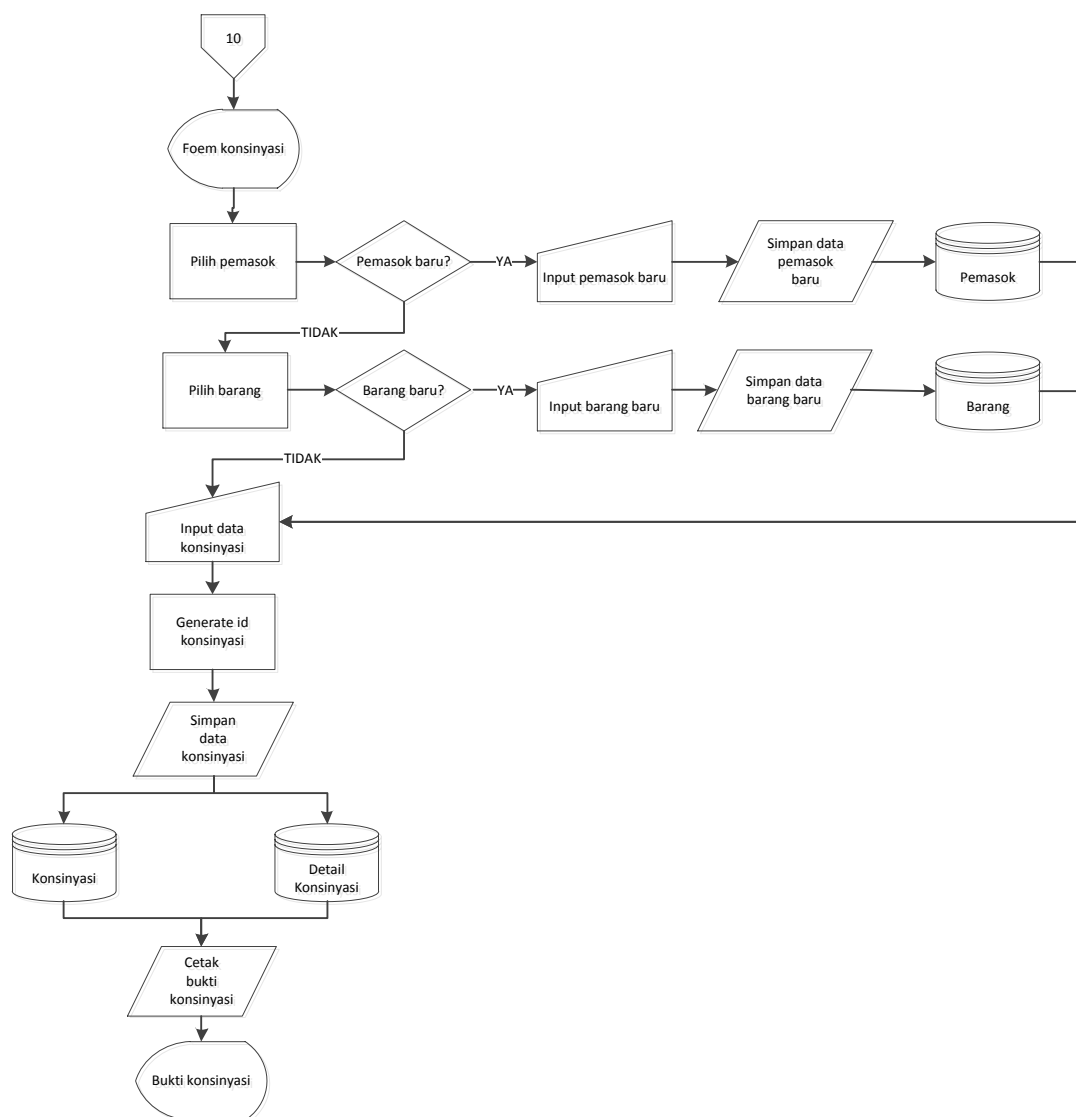 10
Foem konsinyasi
Pilih pemasok
Pemasok baru?
YA
Input pemasok baru
Simpan data
pemasok
baru
Pemasok
TIDAK
Pilih barang
Barang baru?
YA
Input barang baru
Simpan data
barang baru
Barang
TIDAK
Input data
konsinyasi
Generate id
konsinyasi
Simpan
data
konsinyasi
Konsinyasi
Detail
Konsinyasi
Cetak
bukti
konsinyasi
Bukti konsinyasi